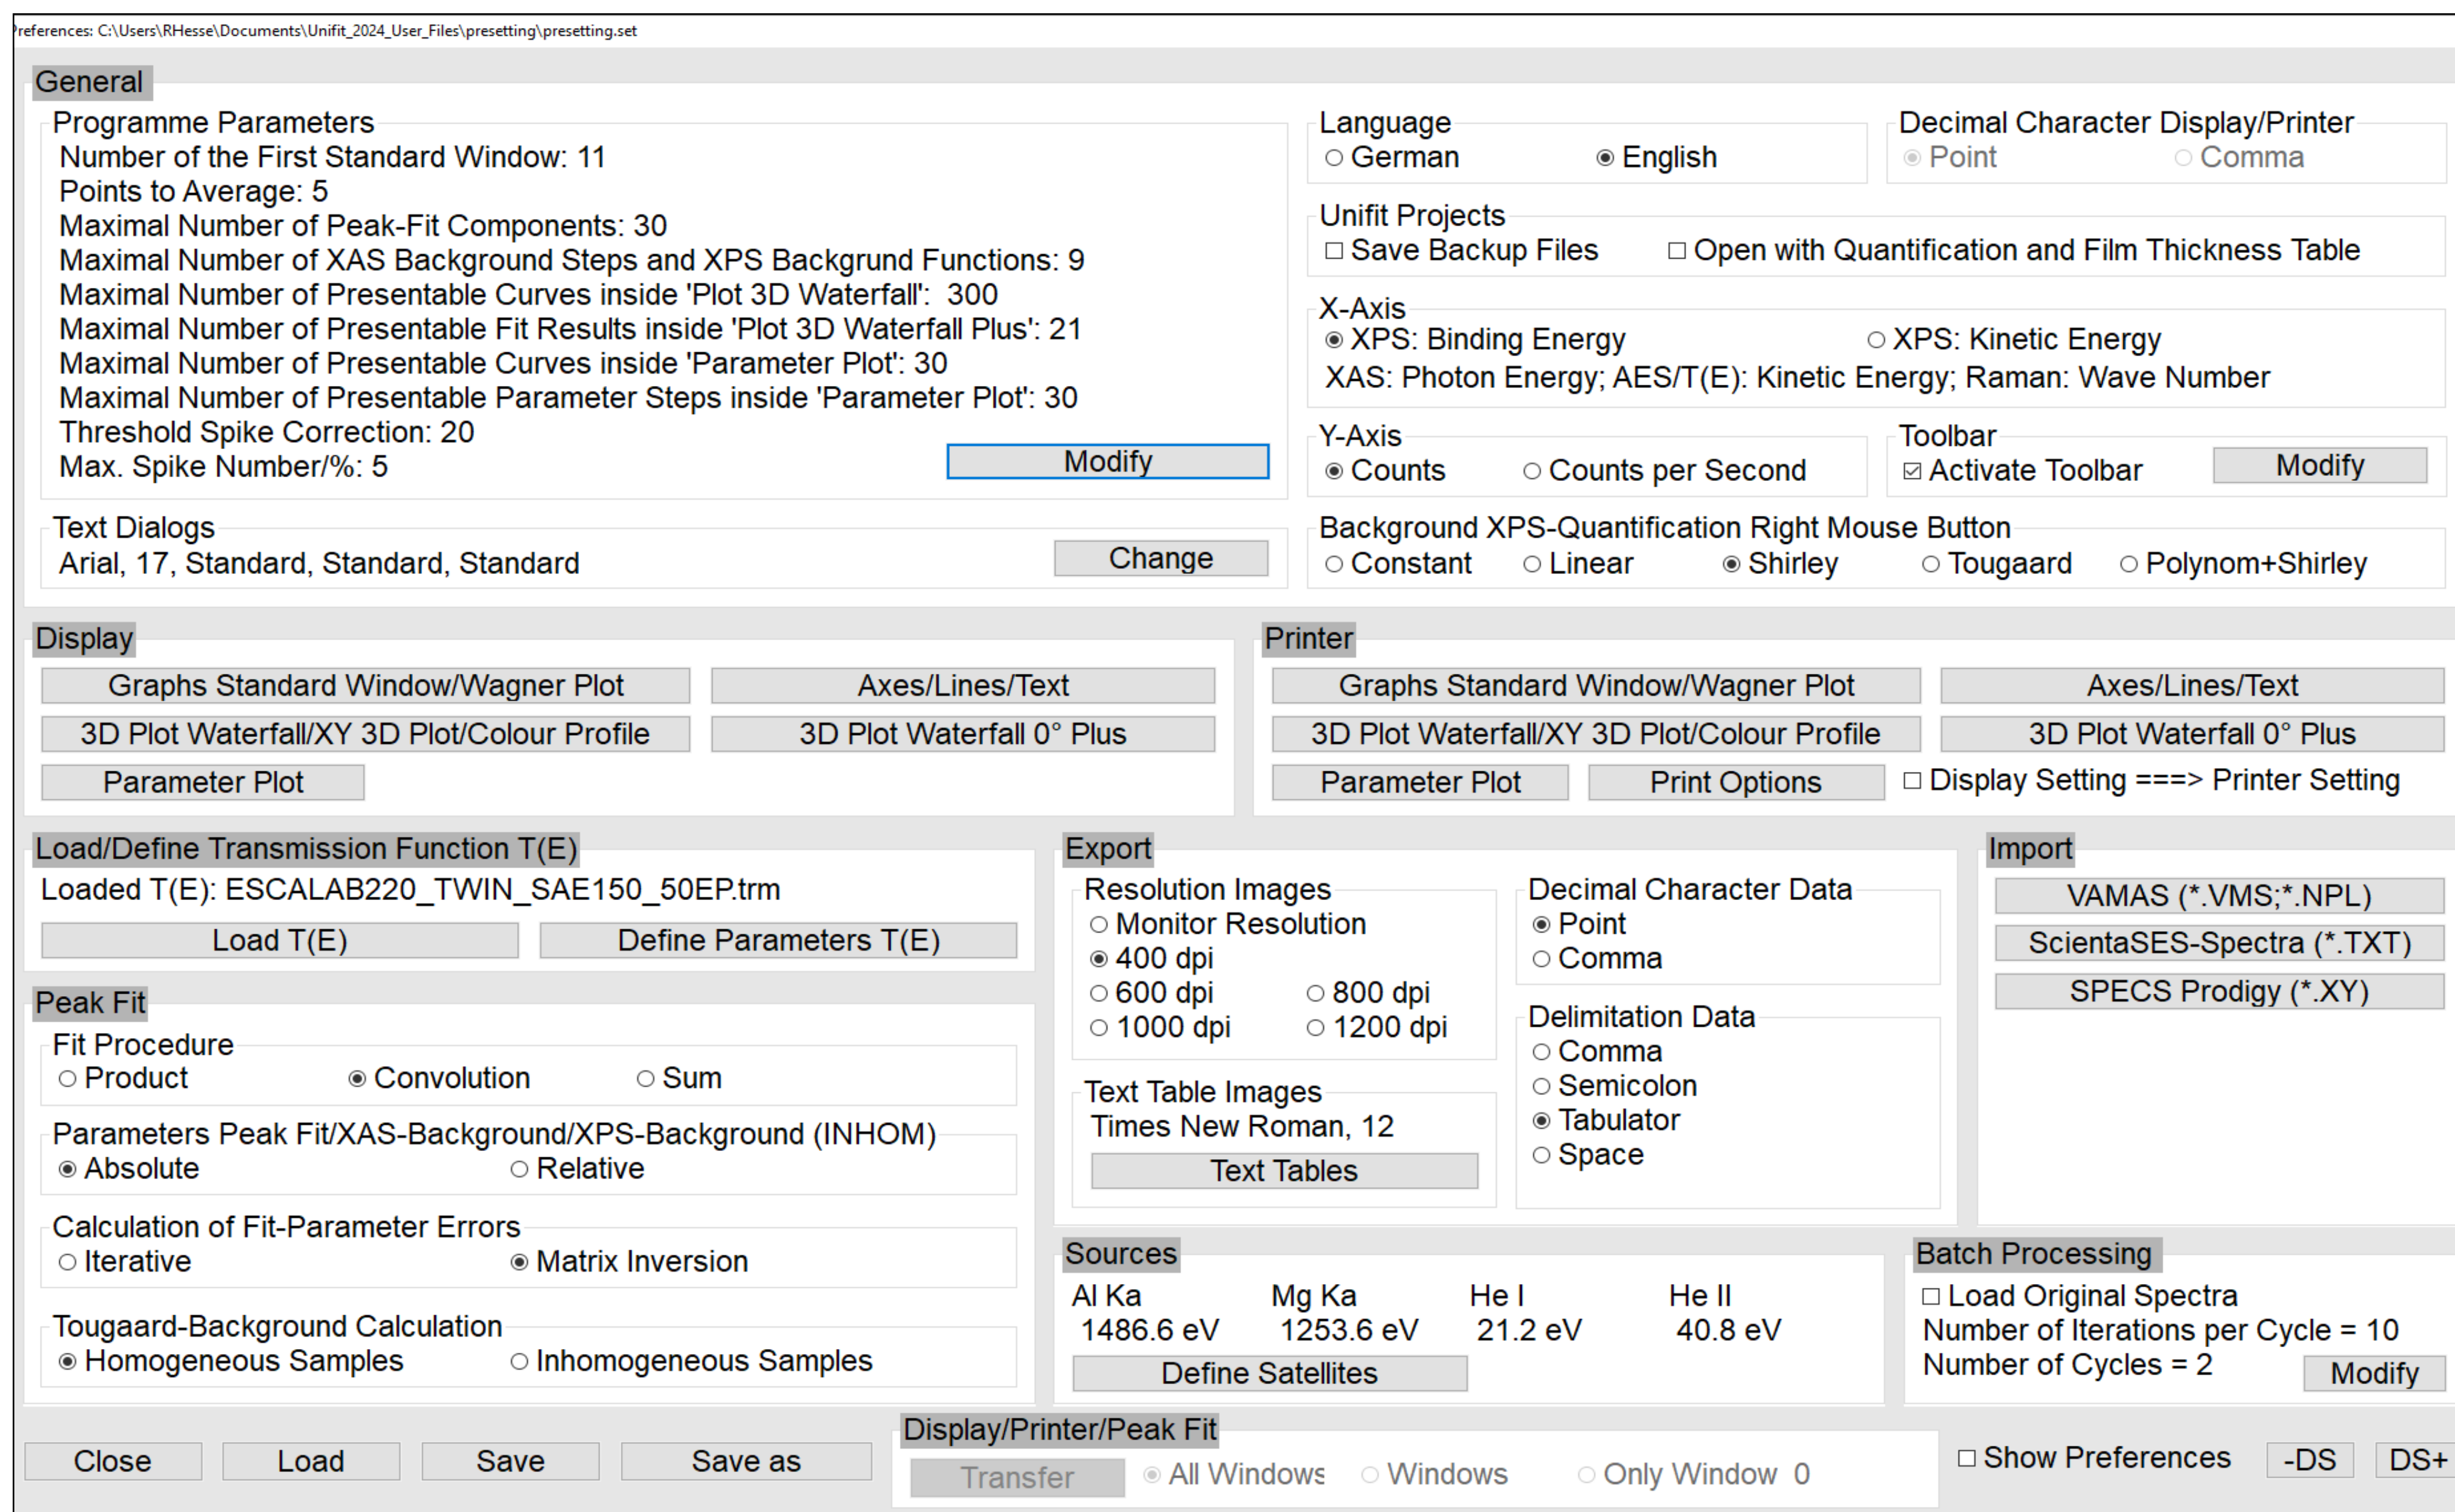 references: C:\Users\RHesse\Documents\Unifit_2024_User_Files\presetting\presetting.set
General
Programme Parameters
Number of the First Standard Window: 11
Points to Average: 5
Maximal Number of Peak-Fit Components: 30
Maximal Number of XAS Background Steps and XPS Backgrund Functions: 9
Maximal Number of Presentable Curves inside 'Plot 3D Waterfall': 300
Maximal Number of Presentable Fit Results inside 'Plot 3D Waterfall Plus': 21
Maximal Number of Presentable Curves inside 'Parameter Plot': 30
Maximal Number of Presentable Parameter Steps inside 'Parameter Plot': 30
Threshold Spike Correction: 20
Max. Spike Number/%: 5
Modify
Text Dialogs
Arial, 17, Standard, Standard, Standard
Change
Language
German English
Decimal Character Display/Printer
Point Comma
Unifit Projects
Save Backup Files Open with Quantification and Film Thickness Table
X-Axis
XPS: Binding Energy XPS: Kinetic Energy
XAS: Photon Energy; AES/T(E): Kinetic Energy; Raman: Wave Number
Y-Axis
Counts Counts per Second
Toolbar
Activate Toolbar Modify
Background XPS-Quantification Right Mouse Button
Constant Linear Shirley Tougaard Polynom+Shirley
Display
Graphs Standard Window/Wagner Plot Axes/Lines/Text
3D Plot Waterfall/XY 3D Plot/Colour Profile 3D Plot Waterfall 0° Plus
Parameter Plot
Printer
Graphs Standard Window/Wagner Plot Axes/Lines/Text
3D Plot Waterfall/XY 3D Plot/Colour Profile 3D Plot Waterfall 0° Plus
Parameter Plot Print Options Display Setting ===> Printer Setting
Load/Define Transmission Function T(E)
Loaded T(E): ESCALAB220_TWIN_SAE150_50EP.trm
Load T(E) Define Parameters T(E)
Peak Fit
Fit Procedure
Product Convolution Sum
Parameters Peak Fit/XAS-Background/XPS-Background (INHOM)
Absolute Relative
Calculation of Fit-Parameter Errors
Iterative Matrix Inversion
Tougaard-Background Calculation
Homogeneous Samples Inhomogeneous Samples
Export
Resolution Images
Monitor Resolution
400 dpi
600 dpi 800 dpi
1000 dpi 1200 dpi
Text Table Images
Times New Roman, 12
Text Tables
Decimal Character Data
Point
Comma
Delimitation Data
Comma
Semicolon
Tabulator
Space
Import
VAMAS (*.VMS;*.NPL)
ScientaSES-Spectra (*.TXT)
SPECS Prodigy (*.XY)
Sources
Al Ka Mg Ka He I He II
1486.6 eV 1253.6 eV 21.2 eV 40.8 eV
Define Satellites
Batch Processing
Load Original Spectra
Number of Iterations per Cycle = 10
Number of Cycles = 2
Modify
Close Load Save Save as
Display/Printer/Peak Fit
Transfer All Windows Windows Only Window 0
Show Preferences -DS DS+